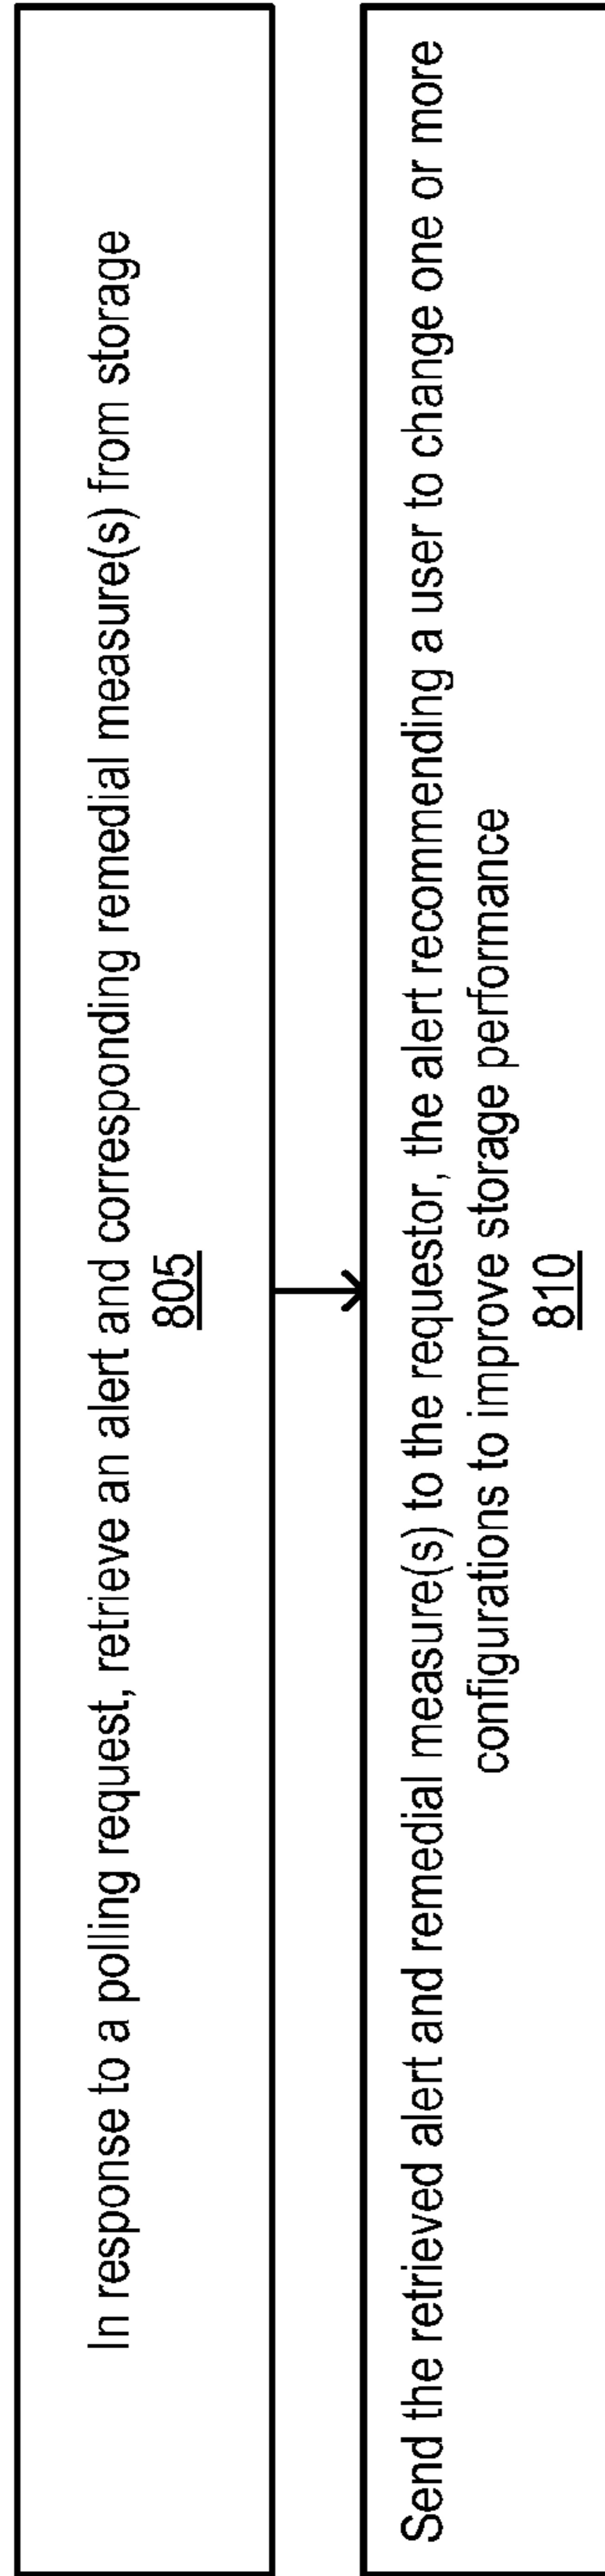 In response to a polling request, retrieve an alert and corresponding remedial measure(s) from storage
805
Send the retrieved alert and remedial measure(s) to the requestor, the alert recommending a user to change one or more
configurations to improve storage performance
810